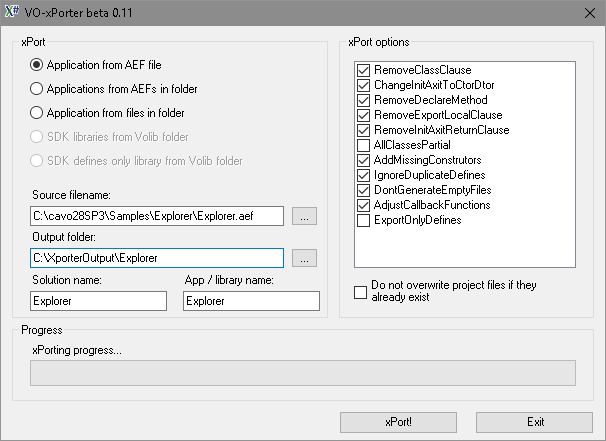 X# VO-xPorter beta 0.11
xPort
Application from AEF file
Applications from AEFs in folder
Application from files in folder
SDK libraries from Volib folder
SDK defines only library from Volib folder
Source filename:
C:\cavo28SP3\Samples\Explorer\Explorer.aef
...
Output folder:
C:\XporterOutput\Explorer
...
Solution name:
App / library name:
Explorer
Explorer
xPort options
RemoveClassClause
ChangeInitAxitToCtorDtor
RemoveDeclareMethod
RemoveExportLocalClause
RemoveInitAxitReturnClause
AllClassesPartial
AddMissingConstrutors
IgnoreDuplicateDefines
DontGenerateEmptyFiles
AdjustCallbackFunctions
ExportOnlyDefines
Do not overwrite project files if they
already exist
Progress
xPorting progress...
xPort!
Exit